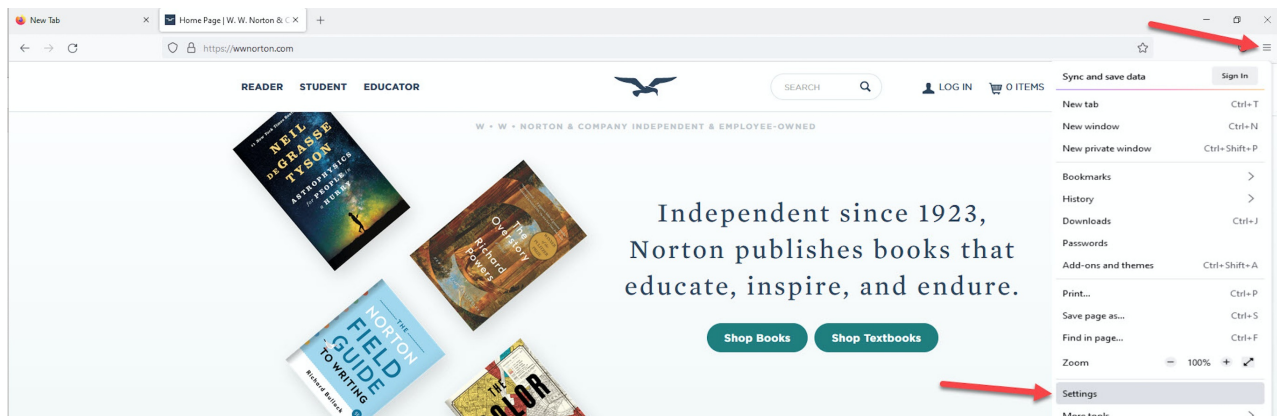 New Tab
Home Page | W. W. Norton & C
https://wwnorton.com
READER STUDENT EDUCATOR
SEARCH
LOG IN
0 ITEMS
W • W • NORTON & COMPANY INDEPENDENT & EMPLOYEE-OWNED
#1 New York Times Bestseller
NEIL
DEGRASSE
TYSON
ASTROPHYSICS
for PEOPLE in
a HURRY
The
Overstory
Richard
Powers
THE
NORTON
FIELD
GUIDE
TO WRITING
Richard Bullock
THE
COLOR
Independent since 1923,
Norton publishes books that
educate, inspire, and endure.
Shop Books Shop Textbooks
Sync and save data Sign In
New tab Ctrl+T
New window Ctrl+N
New private window Ctrl+Shift+P
Bookmarks
History
Downloads Ctrl+J
Passwords
Add-ons and themes Ctrl+Shift+A
Print... Ctrl+P
Save page as... Ctrl+S
Find in page... Ctrl+F
Zoom − 100% +
Settings
More tools